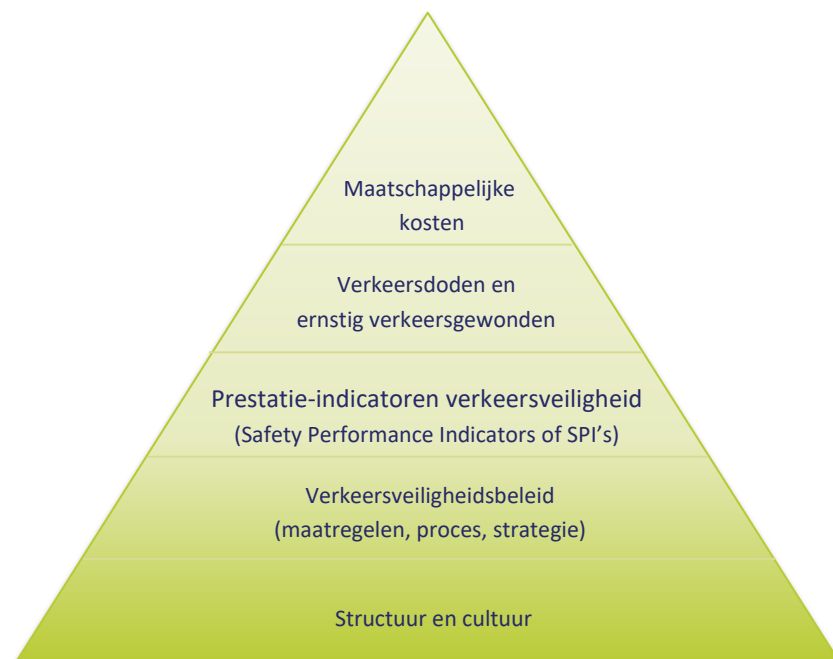 Maatschappelijke
kosten
Verkeersdoden en
ernstig verkeersgewonden
Prestatie-indicatoren verkeersveiligheid
(Safety Performance Indicators of SPI’s)
Verkeersveiligheidsbeleid
(maatregelen, proces, strategie)
Structuur en cultuur